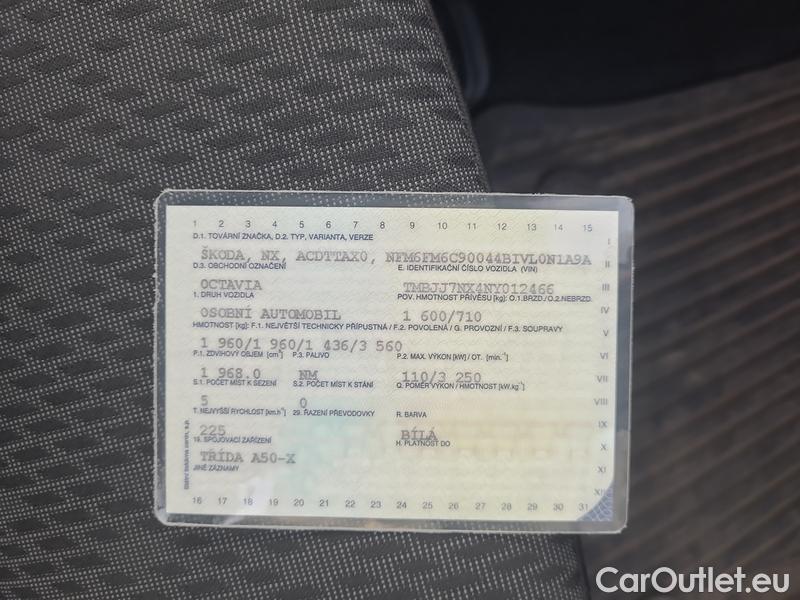 1 2 3 4 5 6 7 8 9 10 11 12 13 14 15
I
D.1. TOVÁRNÍ ZNAČKA, D.2. TYP, VARIANTA, VERZE
ŠKODA, NX, ACDTTAX0, NFM6FM6C90044BIVL0N1A9A
II
D.3. OBCHODNÍ OZNAČENÍ E. IDENTIFIKAČNÍ ČÍSLO VOZIDLA (VIN)
OCTAVIA TMBJJ7NX4NY012466
III
1. DRUH VOZIDLA POV. HMOTNOST PŘÍVĚSU [kg]: O.1.BRZD./O.2.NEBRZD.
OSOBNÍ AUTOMOBIL 1 600/710
IV
HMOTNOST [kg]: F.1. NEJVĚTŠÍ TECHNICKY PŘÍPUSTNÁ / F.2. POVOLENÁ / G. PROVOZNÍ / F.3. SOUPRAVY
V
1 960/1 960/1 436/3 560
P.1. ZDVIHOVÝ OBJEM [cm³] P.3. PALIVO P.2. MAX. VÝKON [kW] / OT. [min.⁻¹]
VI
1 968.0 NM 110/3 250
VII
S.1. POČET MÍST K SEZENÍ S.2. POČET MÍST K STÁNÍ Q. POMĚR VÝKON / HMOTNOST [kW.kg⁻¹]
5 0
VIII
T. NEJVYŠŠÍ RYCHLOST [km.h⁻¹] 29. ŘAZENÍ PŘEVODOVKY R. BARVA
225 BÍLÁ
IX
19. SPOJOVACÍ ZAŘÍZENÍ H. PLATNOST DO
X
TŘÍDA A50-X
XI
JINÉ ZÁZNAMY
16 17 18 19 20 21 22 23 24 25 26 27 28 29 30 31
Státní tiskárna cenin, s.p.
CarOutlet.eu